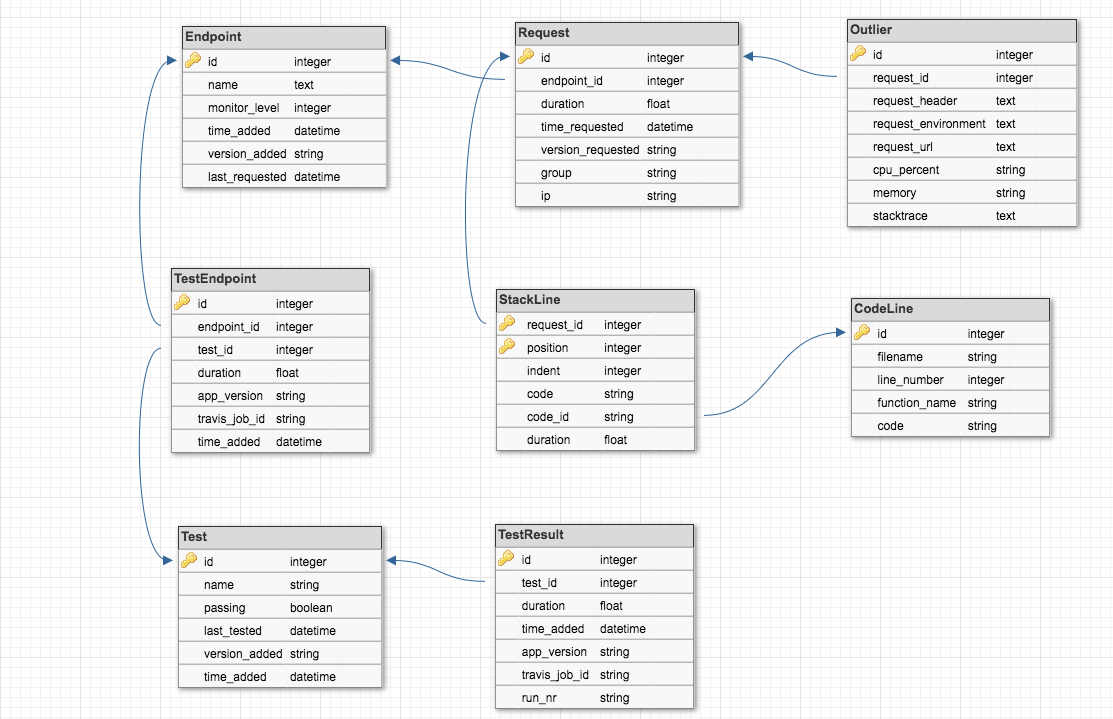 Endpoint
id integer
name text
monitor_level integer
time_added datetime
version_added string
last_requested datetime
Request
id integer
endpoint_id integer
duration float
time_requested datetime
version_requested string
group string
ip string
Outlier
id integer
request_id integer
request_header text
request_environment text
request_url text
cpu_percent string
memory string
stacktrace text
TestEndpoint
id integer
endpoint_id integer
test_id integer
duration float
app_version string
travis_job_id string
time_added datetime
StackLine
request_id integer
position integer
indent integer
code string
code_id string
duration float
CodeLine
id integer
filename string
line_number integer
function_name string
code string
Test
id integer
name string
passing boolean
last_tested datetime
version_added string
time_added datetime
TestResult
id integer
test_id integer
duration float
time_added datetime
app_version string
travis_job_id string
run_nr string